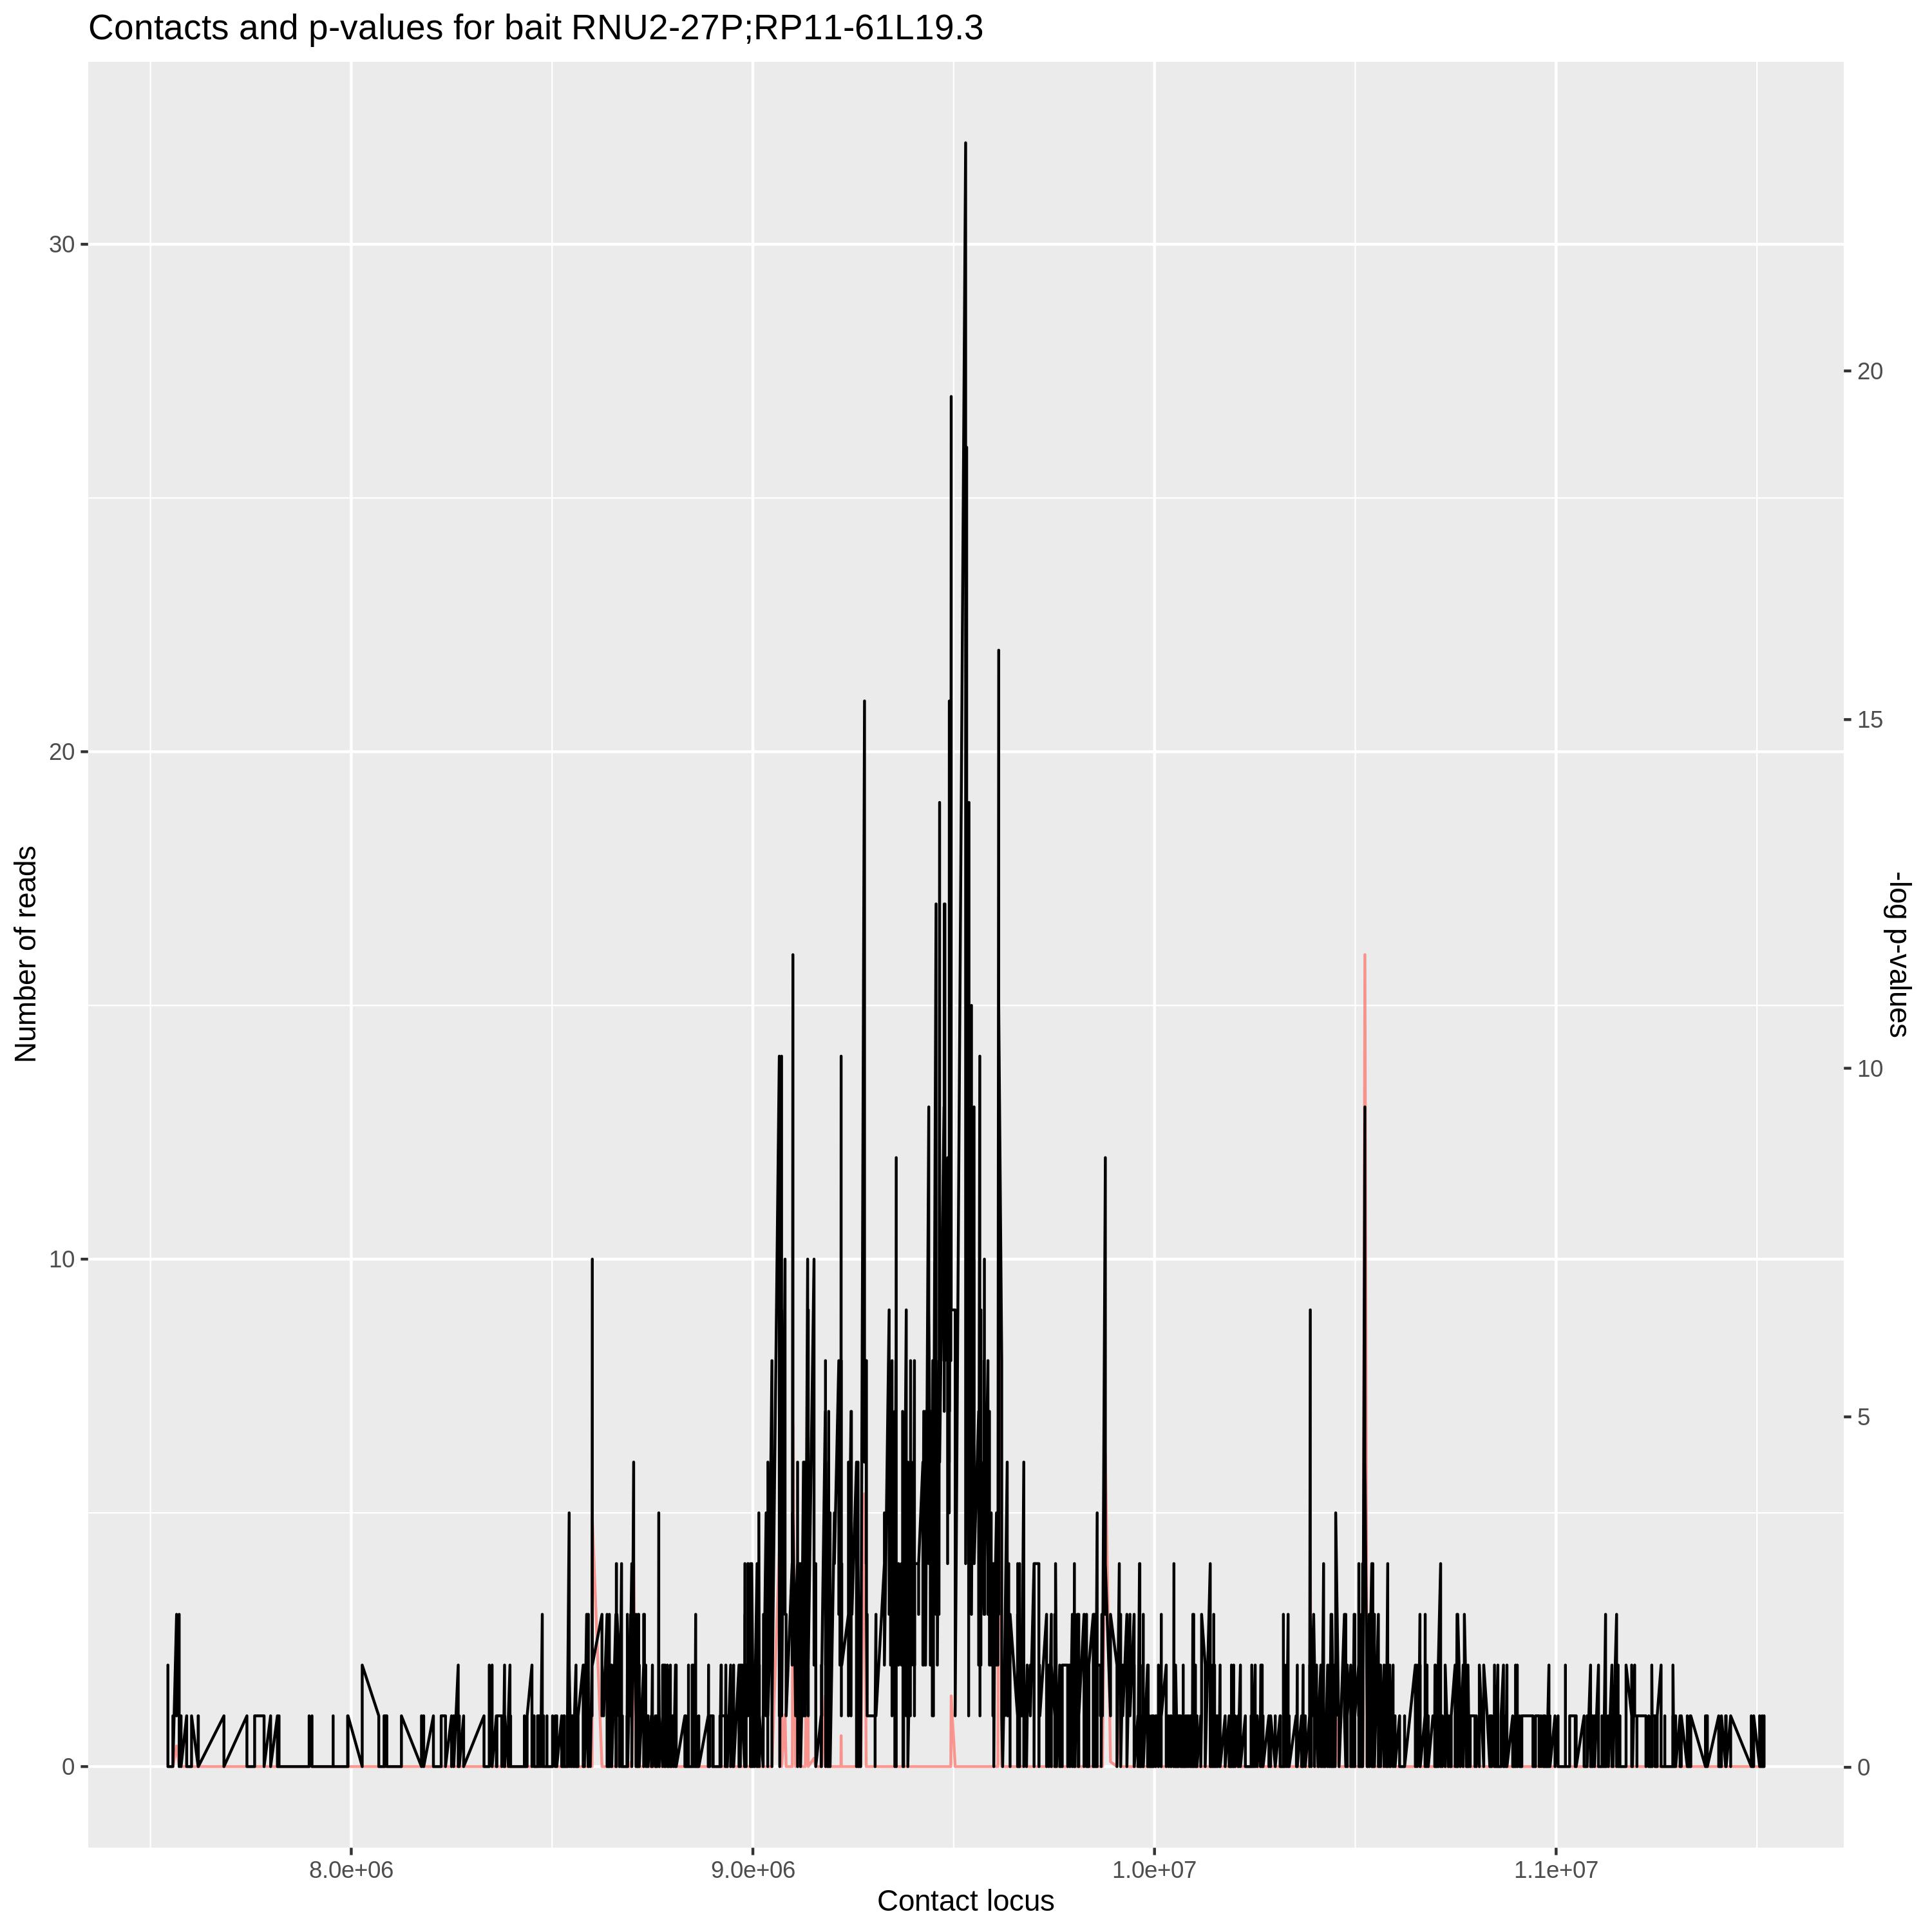 Contacts and p-values for bait RNU2-27P;RP11-61L19.3
30
20
10
0
Number of reads
20
15
10
5
0
-log p-values
8.0e+06
9.0e+06
1.0e+07
1.1e+07
Contact locus